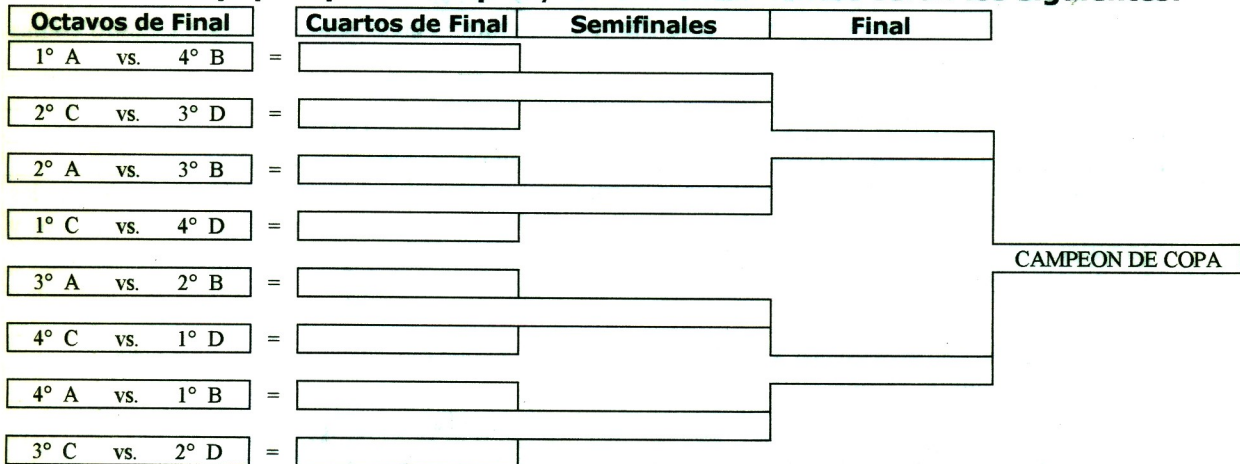 Octavos de Final Cuartos de Final Semifinales Final
1° A vs. 4° B =
2° C vs. 3° D =
2° A vs. 3° B =
1° C vs. 4° D =
CAMPEON DE COPA
3° A vs. 2° B =
4° C vs. 1° D =
4° A vs. 1° B =
3° C vs. 2° D =